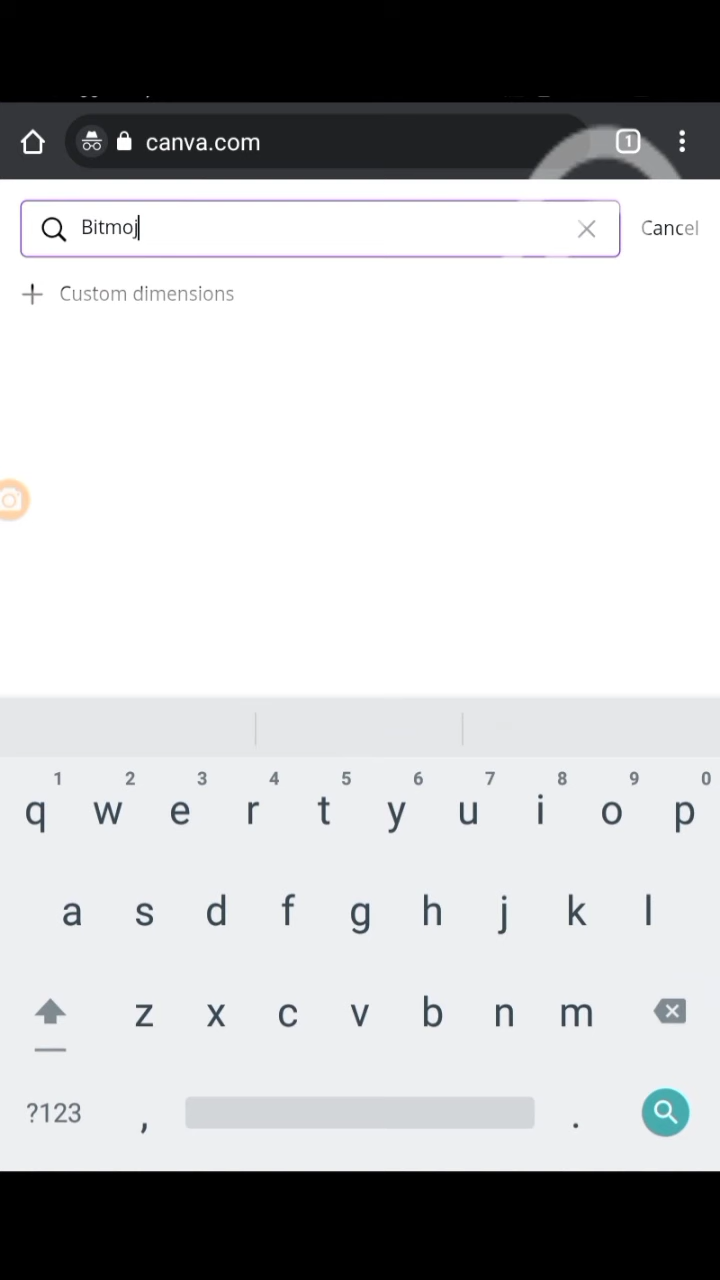 canva.com 1
Bitmoj Cancel
Custom dimensions
1 2 3 4 5 6 7 8 9 0
q w e r t y u i o p
a s d f g h j k l
z x c v b n m
?123 , .